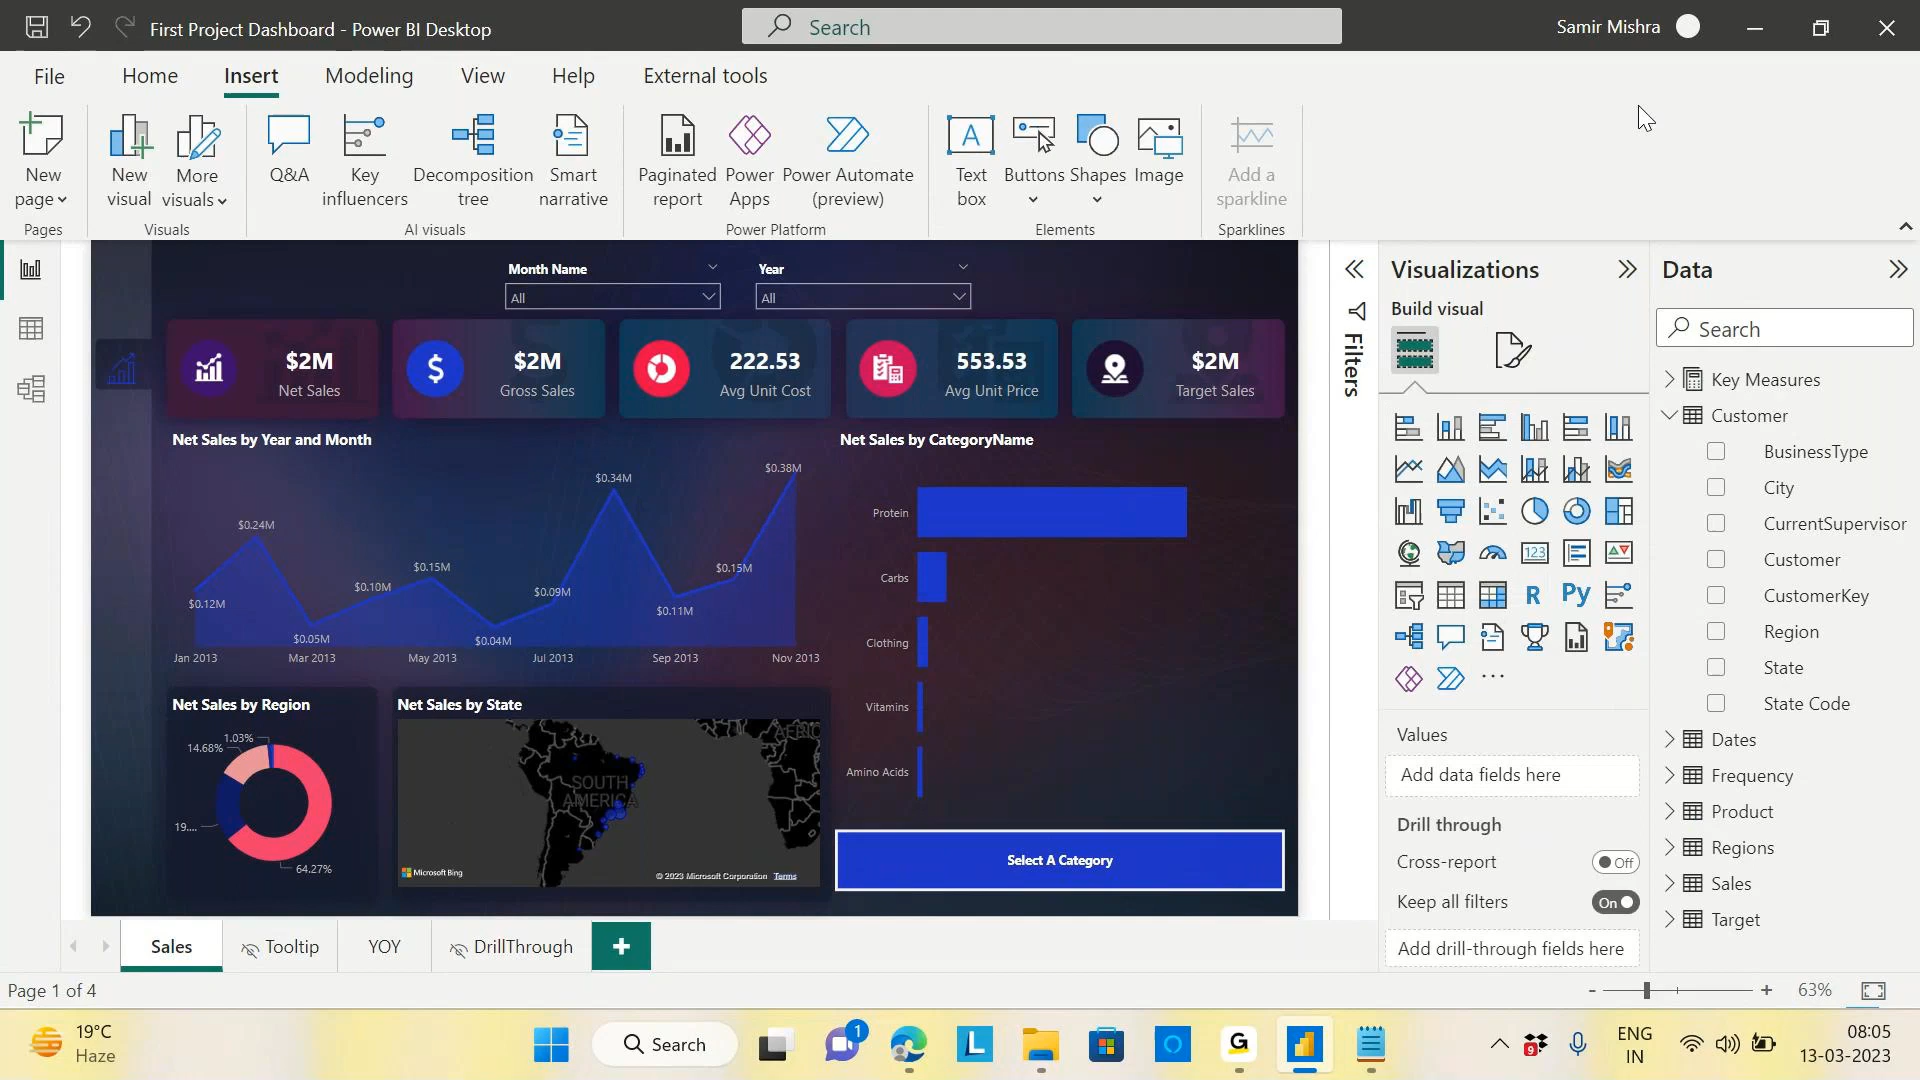 First Project Dashboard - Power BI Desktop
Search
Samir Mishra
File Home Insert Modeling View Help External tools
New page
New visual
More visuals
Q&A
Key influencers
Decomposition tree
Smart narrative
Paginated report
Power Apps
Power Automate (preview)
Text box
Buttons
Shapes
Image
Add a sparkline
Pages Visuals AI visuals Power Platform Elements Sparklines
Month Name
All
Year
All
$2M
Net Sales
$2M
Gross Sales
222.53
Avg Unit Cost
553.53
Avg Unit Price
$2M
Target Sales
Net Sales by Year and Month
$0.12M
$0.24M
$0.05M
$0.10M
$0.15M
$0.04M
$0.09M
$0.34M
$0.11M
$0.15M
$0.38M
Jan 2013 Mar 2013 May 2013 Jul 2013 Sep 2013 Nov 2013
Net Sales by CategoryName
Protein
Carbs
Clothing
Vitamins
Amino Acids
Select A Category
Net Sales by Region
1.03%
14.68%
19....
64.27%
Net Sales by State
SOUTH
AMERICA
Microsoft Bing
© 2023 Microsoft Corporation Terms
Filters
Visualizations
Build visual
123
R
Py
...
Values
Add data fields here
Drill through
Cross-report Off
Keep all filters On
Add drill-through fields here
Data
Search
Key Measures
Customer
BusinessType
City
CurrentSupervisor
Customer
CustomerKey
Region
State
State Code
Dates
Frequency
Product
Regions
Sales
Target
Sales Tooltip YOY DrillThrough +
Page 1 of 4
- + 63%
19°C
Haze
Search
1
L
G
9
ENG
IN
08:05
13-03-2023